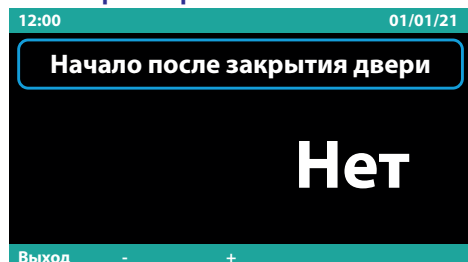 12:00 01/01/21
Начало после закрытия двери
Нет
Выход - +